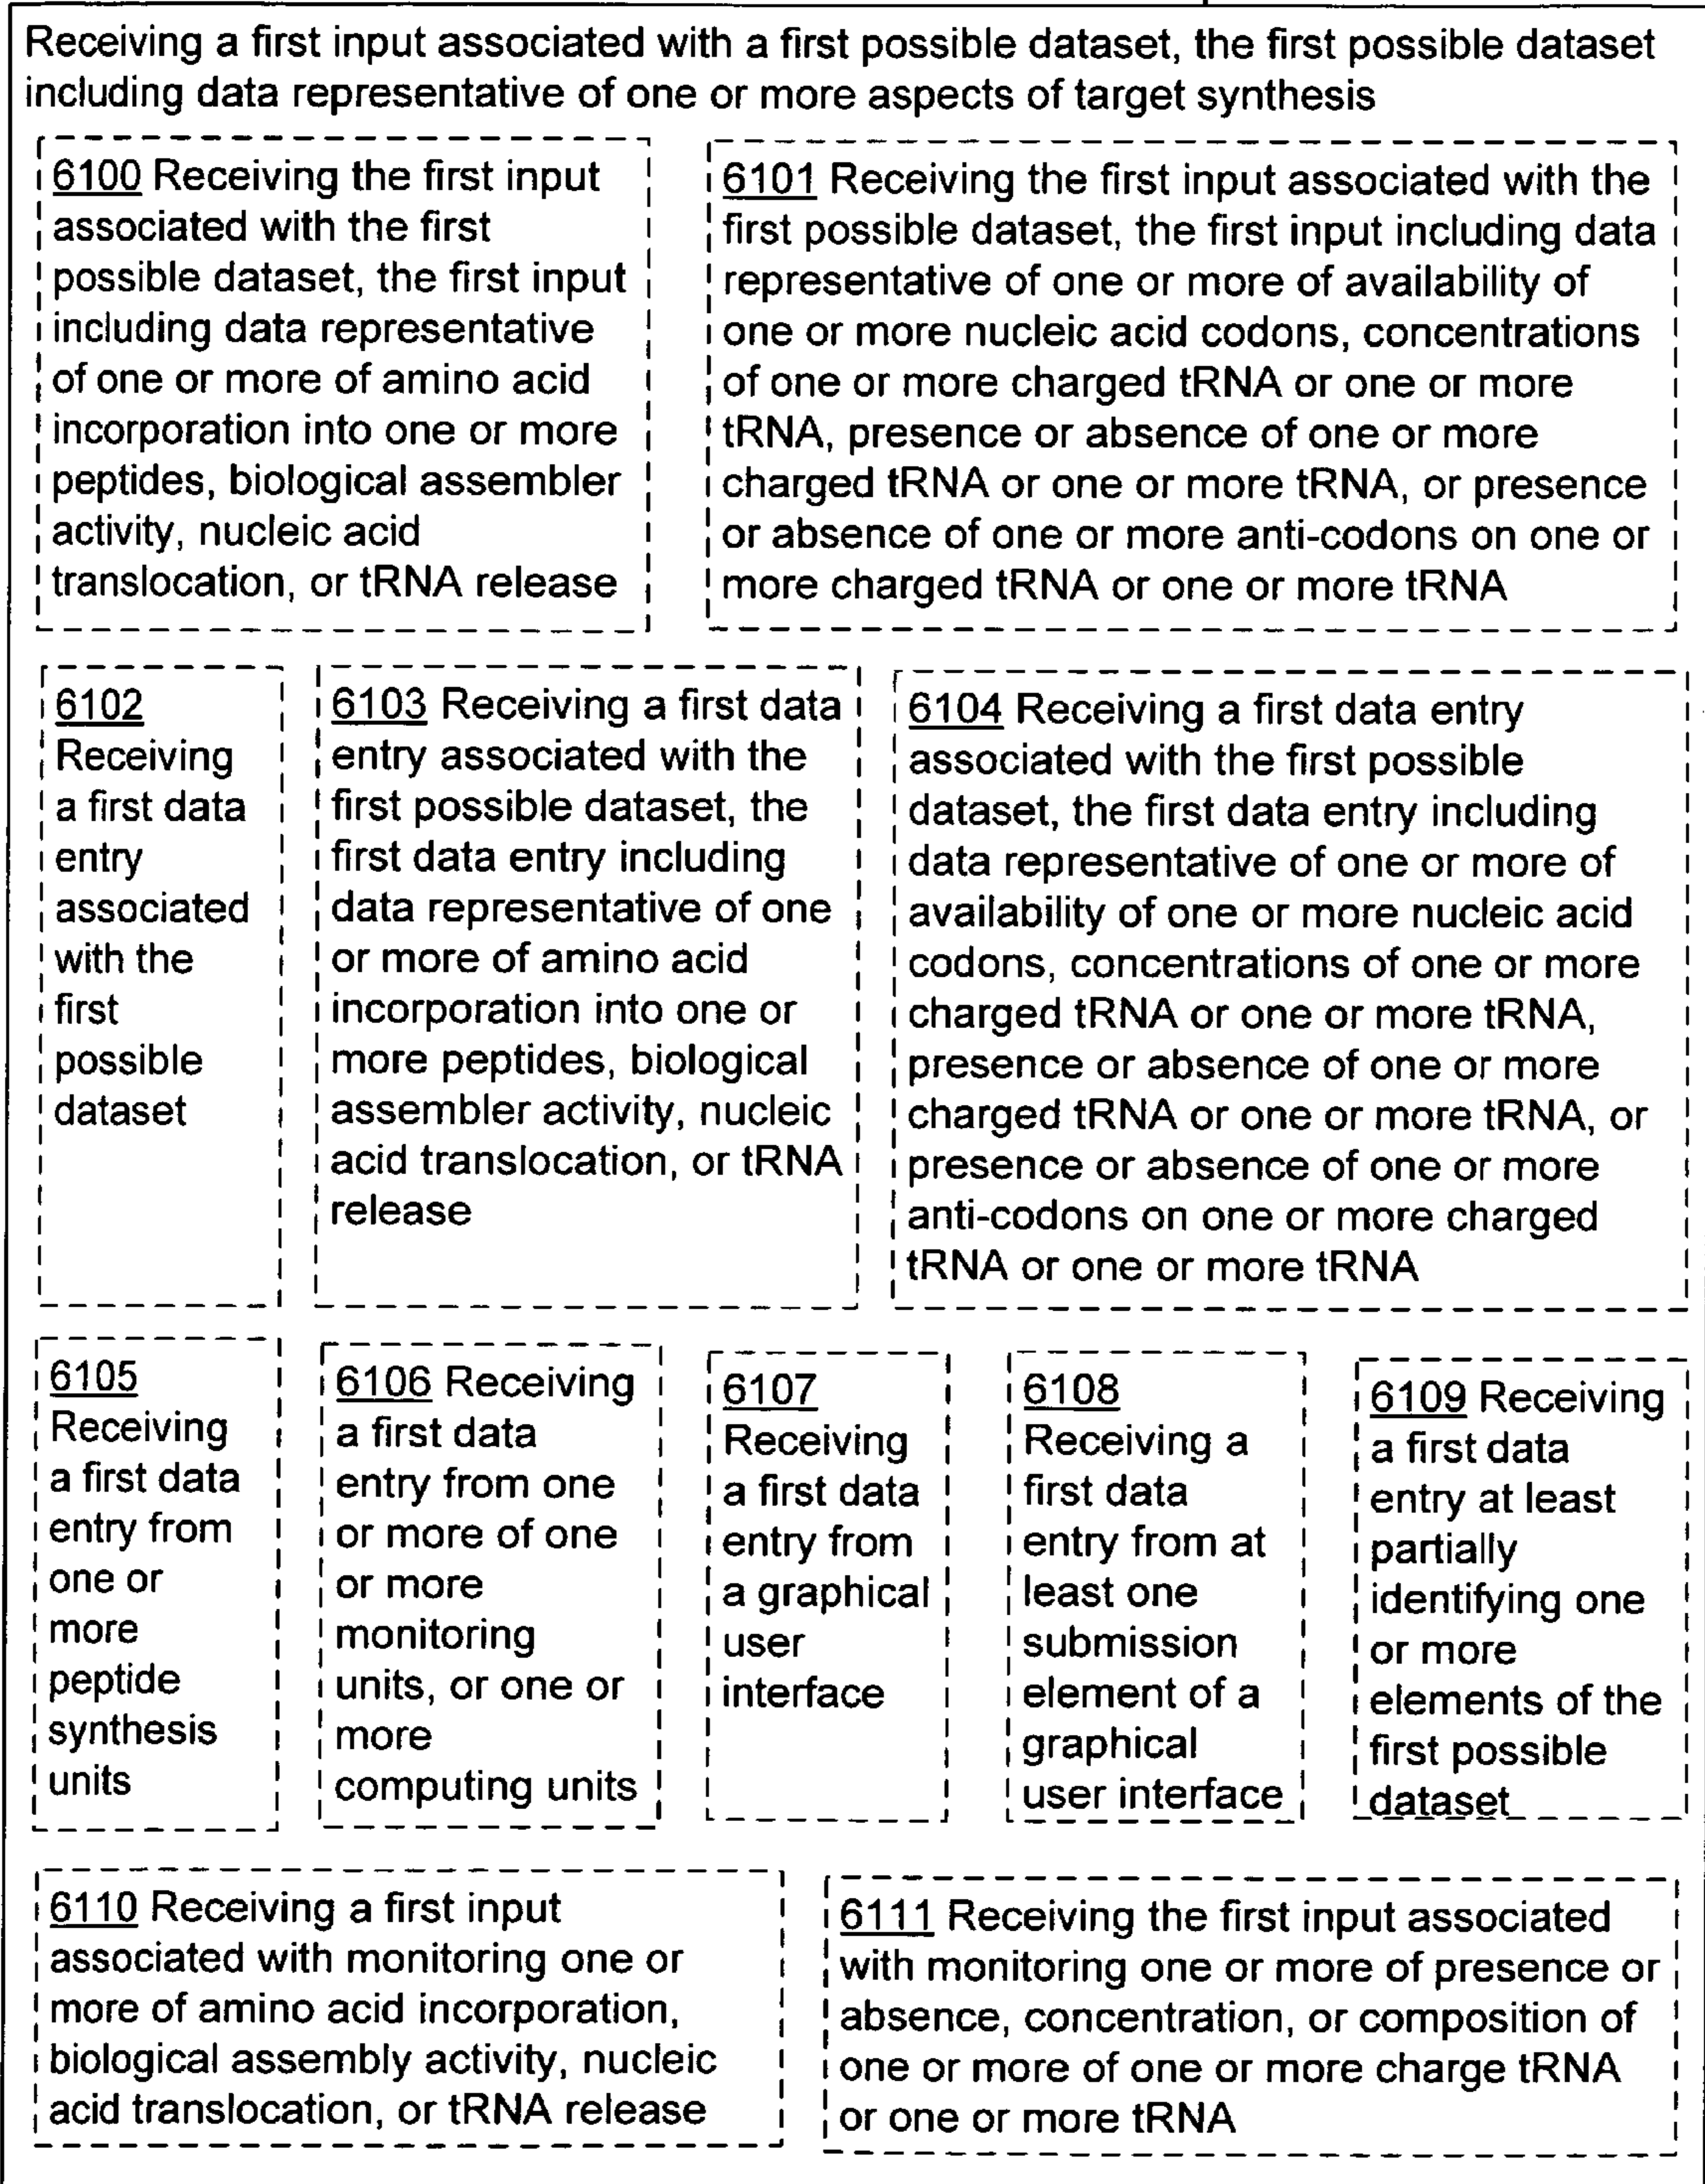 Receiving a first input associated with a first possible dataset, the first possible dataset
including data representative of one or more aspects of target synthesis
6100 Receiving the first input
associated with the first
possible dataset, the first input
including data representative
of one or more of amino acid
incorporation into one or more
peptides, biological assembler
activity, nucleic acid
translocation, or tRNA release
6101 Receiving the first input associated with the
first possible dataset, the first input including data
representative of one or more of availability of
one or more nucleic acid codons, concentrations
of one or more charged tRNA or one or more
tRNA, presence or absence of one or more
charged tRNA or one or more tRNA, or presence
or absence of one or more anti-codons on one or
more charged tRNA or one or more tRNA
6102
Receiving
a first data
entry
associated
with the
first
possible
dataset
6103 Receiving a first data
entry associated with the
first possible dataset, the
first data entry including
data representative of one
or more of amino acid
incorporation into one or
more peptides, biological
assembler activity, nucleic
acid translocation, or tRNA
release
6104 Receiving a first data entry
associated with the first possible
dataset, the first data entry including
data representative of one or more of
availability of one or more nucleic acid
codons, concentrations of one or more
charged tRNA or one or more tRNA,
presence or absence of one or more
charged tRNA or one or more tRNA, or
presence or absence of one or more
anti-codons on one or more charged
tRNA or one or more tRNA
6105
Receiving
a first data
entry from
one or
more
peptide
synthesis
units
6106 Receiving
a first data
entry from one
or more of one
or more
monitoring
units, or one or
more
computing units
6107
Receiving
a first data
entry from
a graphical
user
interface
6108
Receiving a
first data
entry from at
least one
submission
element of a
graphical
user interface
6109 Receiving
a first data
entry at least
partially
identifying one
or more
elements of the
first possible
dataset
6110 Receiving a first input
associated with monitoring one or
more of amino acid incorporation,
biological assembly activity, nucleic
acid translocation, or tRNA release
6111 Receiving the first input associated
with monitoring one or more of presence or
absence, concentration, or composition of
one or more of one or more charge tRNA
or one or more tRNA